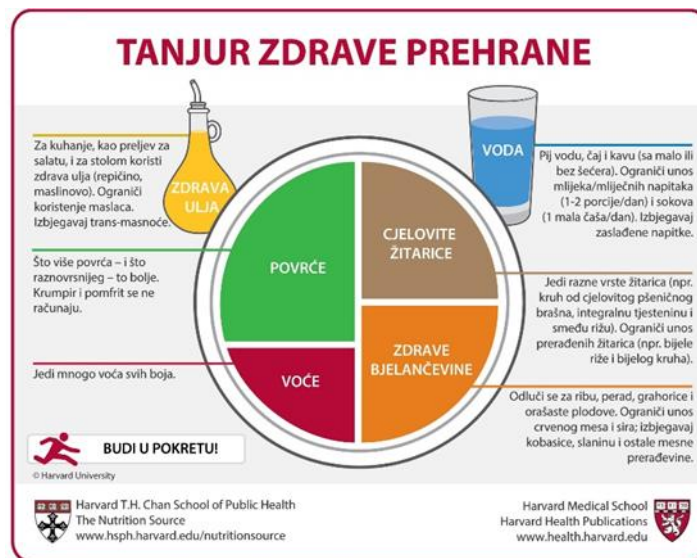 TANJUR ZDRAVE PREHRANE
Za kuhanje, kao preljev za
salatu, i za stolom koristi
zdrava ulja (repičino,
maslinovo). Ograniči
korištenje maslaca.
Izbjegavaj trans-masnoće.
ZDRAVA
ULJA
VODA
Pij vodu, čaj i kavu (sa malo ili
bez šećera). Ograniči unos
mlijeka/mliječnih napitaka
(1-2 porcije/dan) i sokova
(1 mala čaša/dan). Izbjegavaj
zaslađene napitke.
Što više povrća – i što
raznovrsnijeg – to bolje.
Krumpir i pomfrit se ne
računaju.
POVRĆE
CJELOVITE
ŽITARICE
Jedi razne vrste žitarica (npr.
kruh od cjelovitog pšeničnog
brašna, integralnu tjesteninu i
smeđu rižu). Ograniči unos
prerađenih žitarica (npr. bijele
riže i bijelog kruha).
Jedi mnogo voća svih boja.
VOĆE
ZDRAVE
BJELANČEVINE
Odluči se za ribu, perad, grahorice i
orašaste plodove. Ograniči unos
crvenog mesa i sira; izbjegavaj
kobasice, slaninu i ostale mesne
prerađevine.
BUDI U POKRETU!
© Harvard University
Harvard T.H. Chan School of Public Health
The Nutrition Source
www.hsph.harvard.edu/nutritionsource
Harvard Medical School
Harvard Health Publications
www.health.harvard.edu